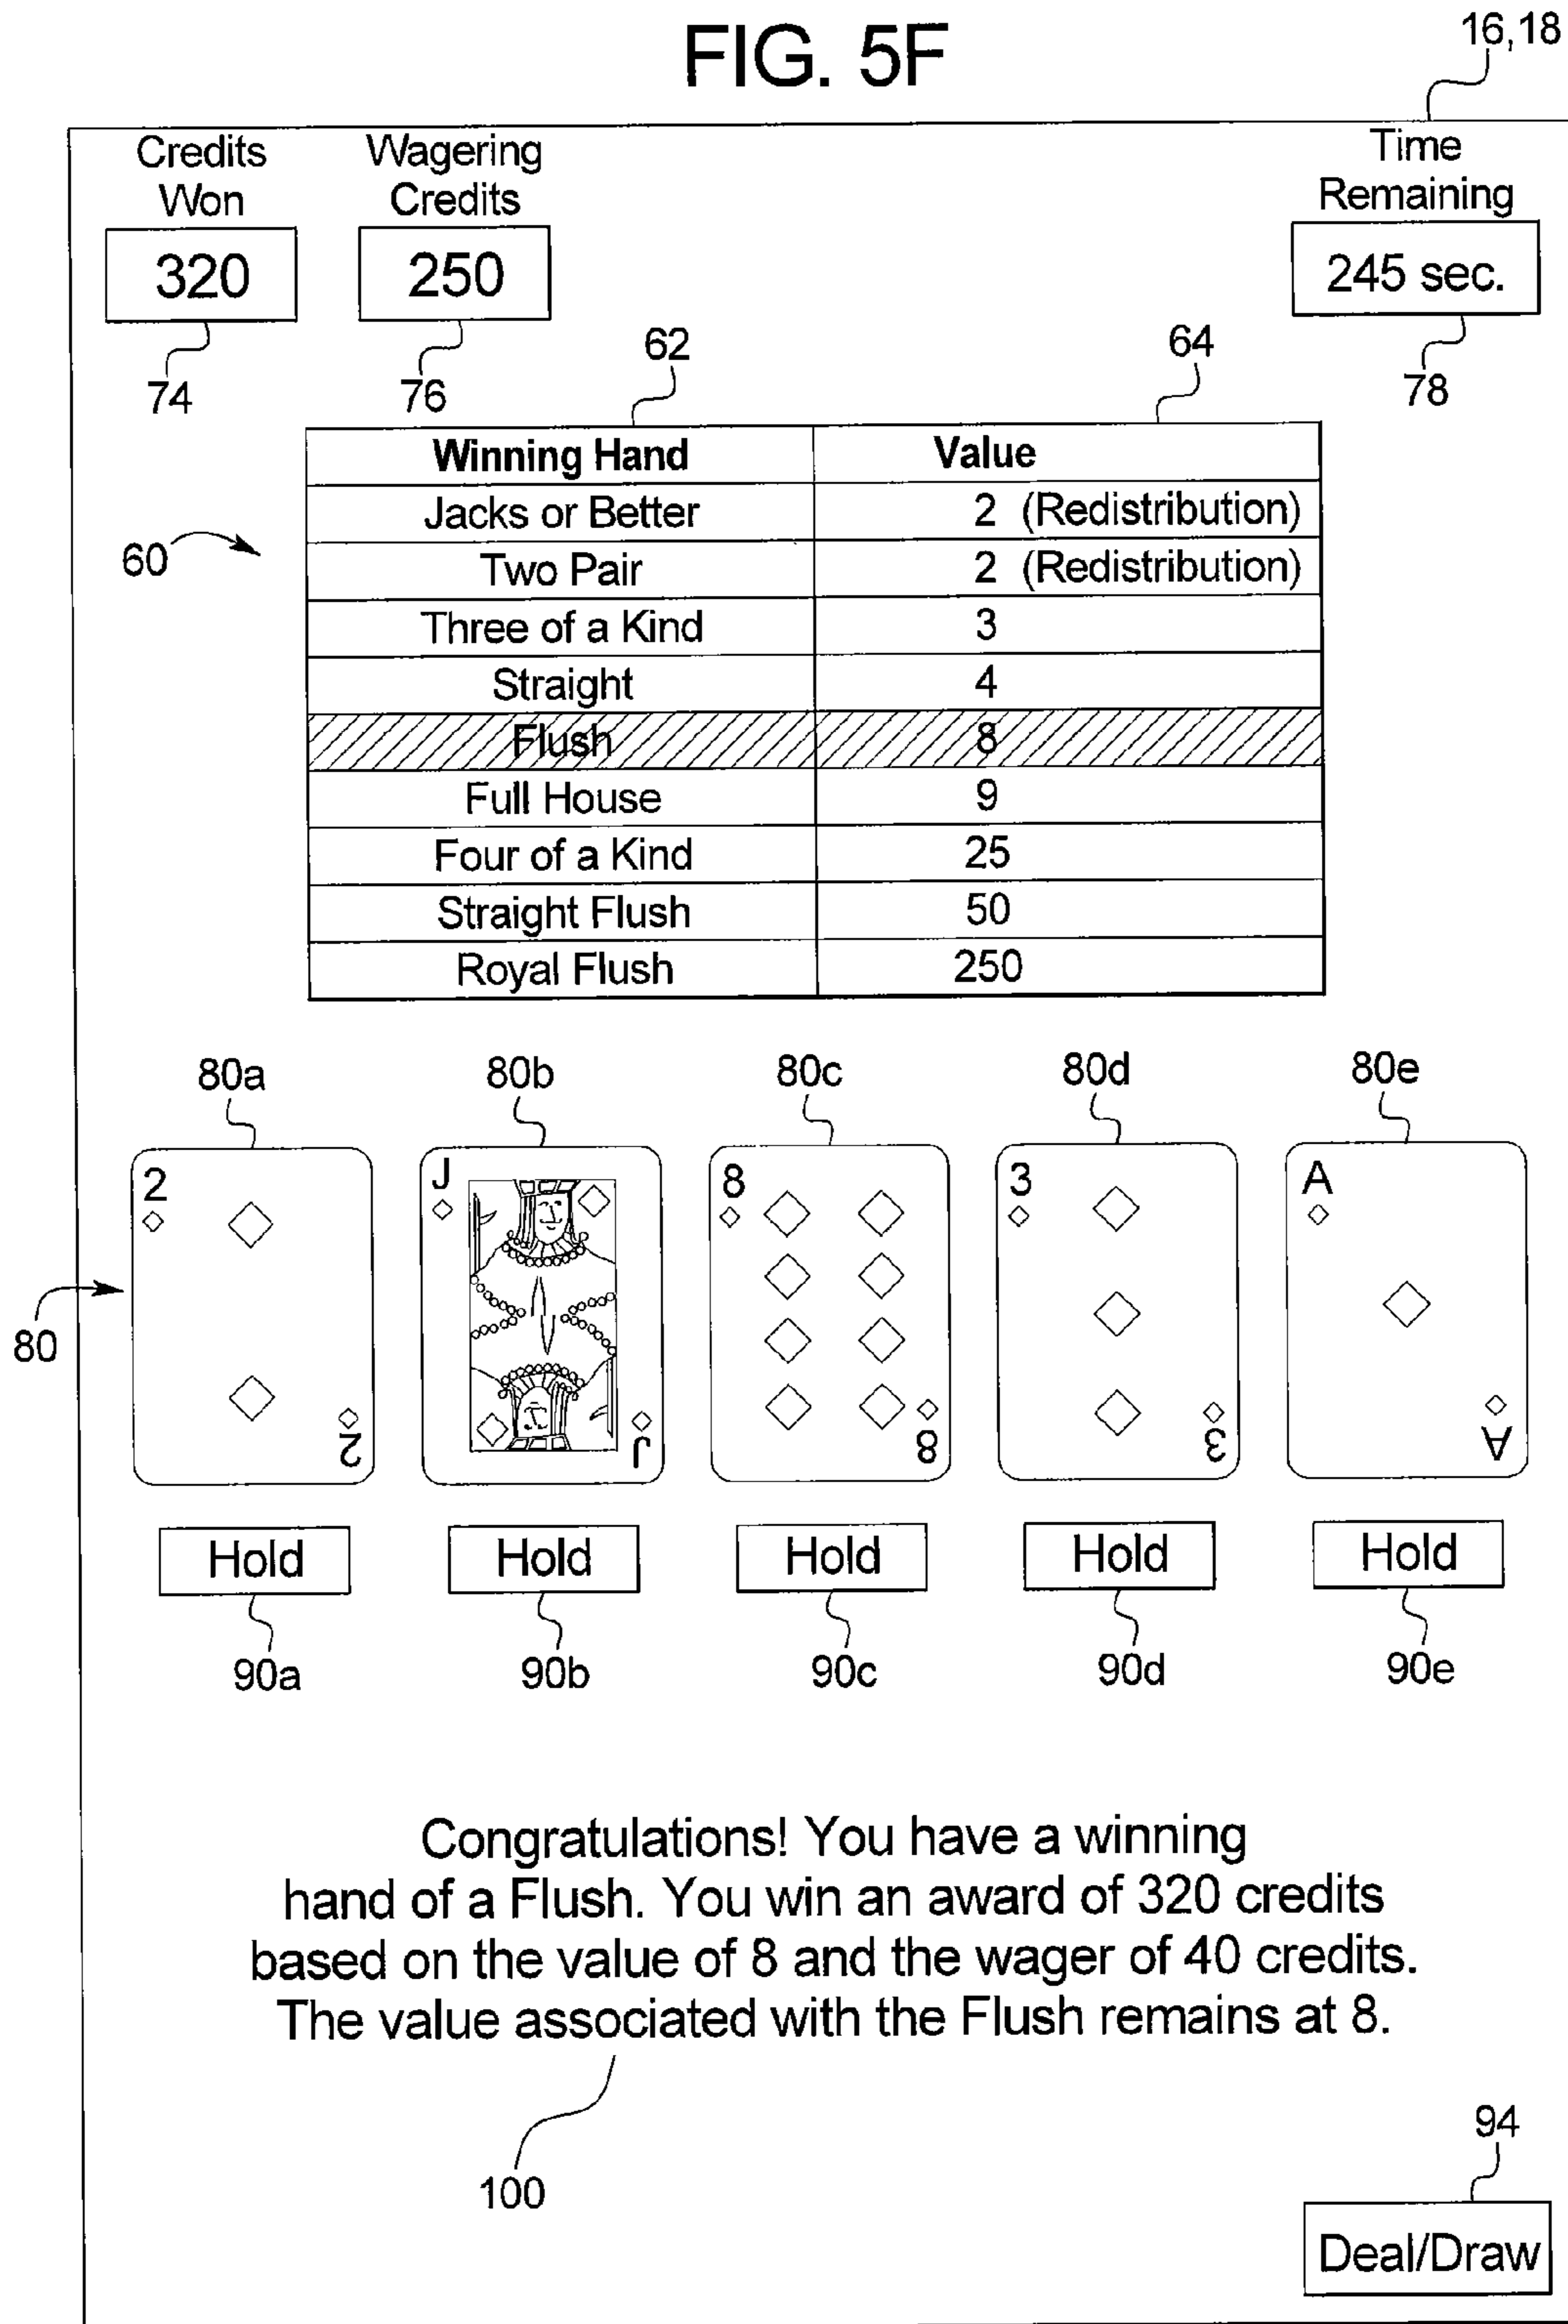 FIG. 5F
16,18
Credits Won
Wagering Credits
Time Remaining
320
250
245 sec.
74
76
62
64
78
60
Winning Hand Value
Jacks or Better 2 (Redistribution)
Two Pair 2 (Redistribution)
Three of a Kind 3
Straight 4
Flush 8
Full House 9
Four of a Kind 25
Straight Flush 50
Royal Flush 250
80a 80b 80c 80d 80e
80
2 J 8 3 A
2 J 8 3 A
Hold Hold Hold Hold Hold
90a 90b 90c 90d 90e
Congratulations! You have a winning
hand of a Flush. You win an award of 320 credits
based on the value of 8 and the wager of 40 credits.
The value associated with the Flush remains at 8.
100
94
Deal/Draw